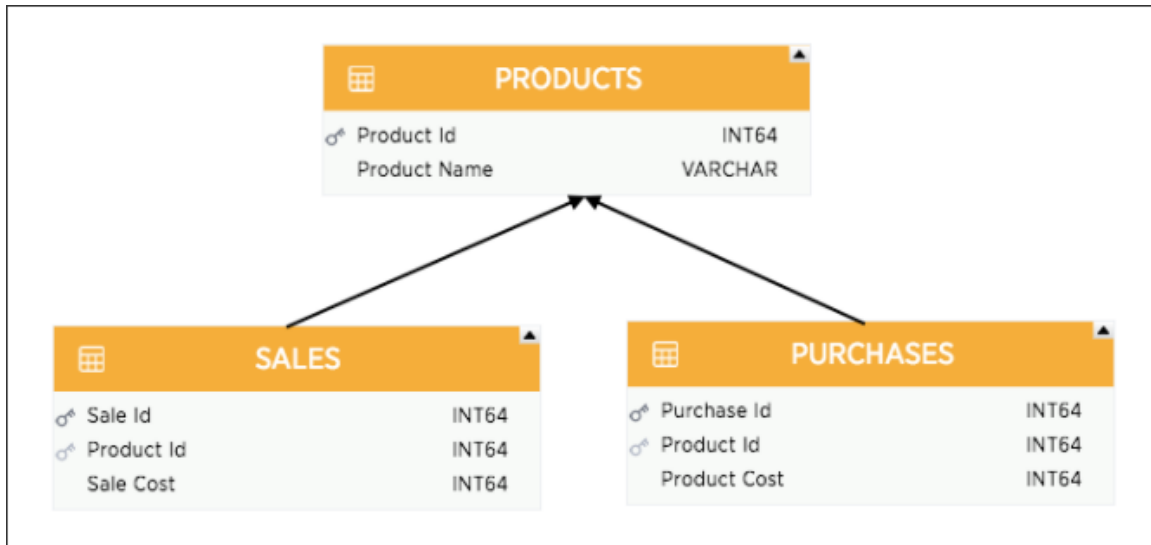 PRODUCTS
Product Id INT64
Product Name VARCHAR
SALES
Sale Id INT64
Product Id INT64
Sale Cost INT64
PURCHASES
Purchase Id INT64
Product Id INT64
Product Cost INT64